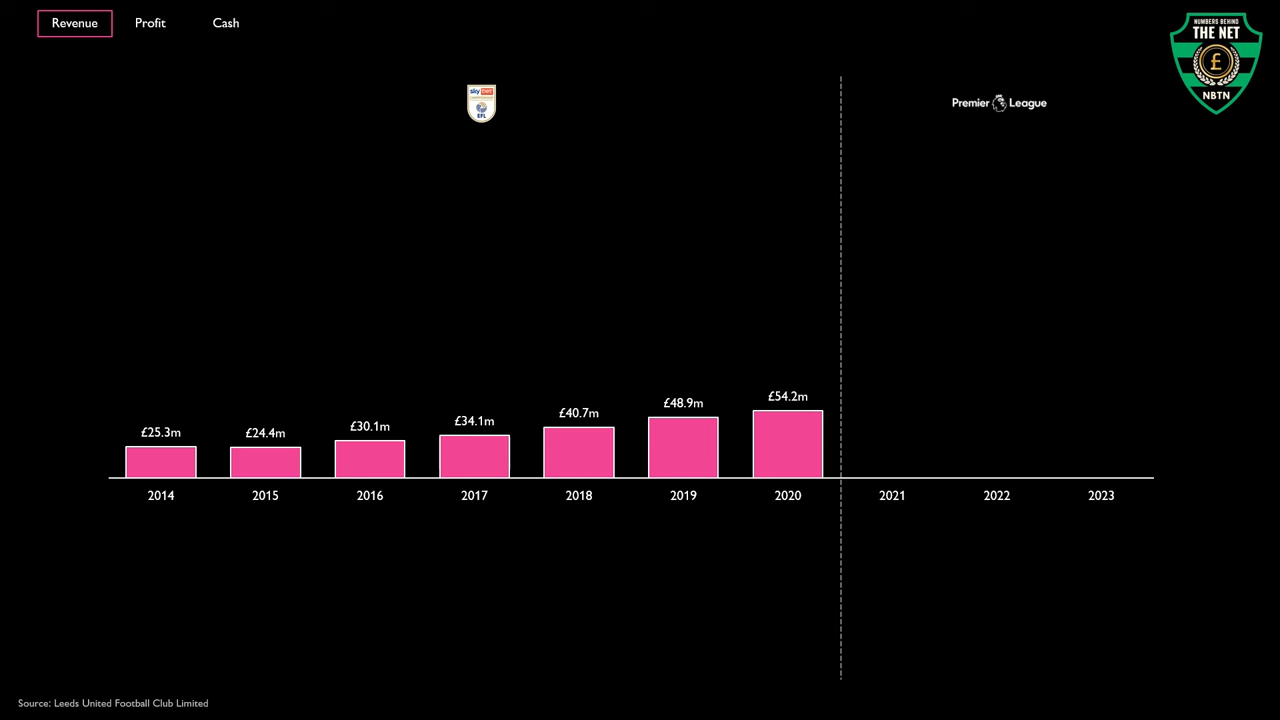 Revenue
Profit
Cash
NUMBERS BEHIND
THE NET
£
NBTN
sky bet
EFL
Premier League
£25.3m
£24.4m
£30.1m
£34.1m
£40.7m
£48.9m
£54.2m
2014
2015
2016
2017
2018
2019
2020
2021
2022
2023
Source: Leeds United Football Club Limited